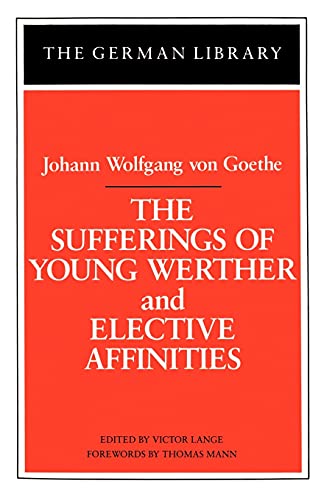 THE GERMAN LIBRARY
Johann Wolfgang von Goethe
THE
SUFFERINGS OF
YOUNG WERTHER
and
ELECTIVE
AFFINITIES
EDITED BY VICTOR LANGE
FOREWORDS BY THOMAS MANN